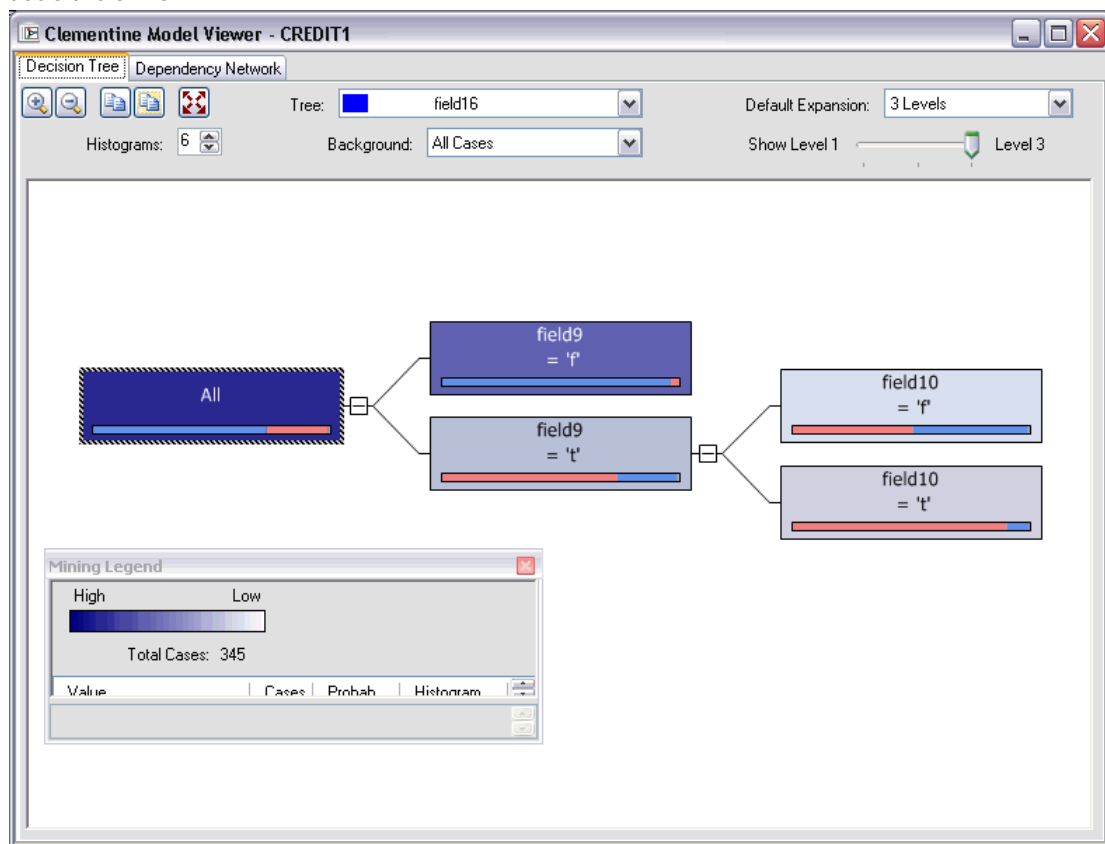 Clementine Model Viewer - CREDIT1
Decision Tree Dependency Network
Tree: field16 Default Expansion: 3 Levels
Histograms: 6 Background: All Cases Show Level 1 Level 3
field9
= 'f'
All
field9
= 't'
field10
= 'f'
field10
= 't'
Mining Legend
High Low
Total Cases: 345
Value Cases Probab Histogram